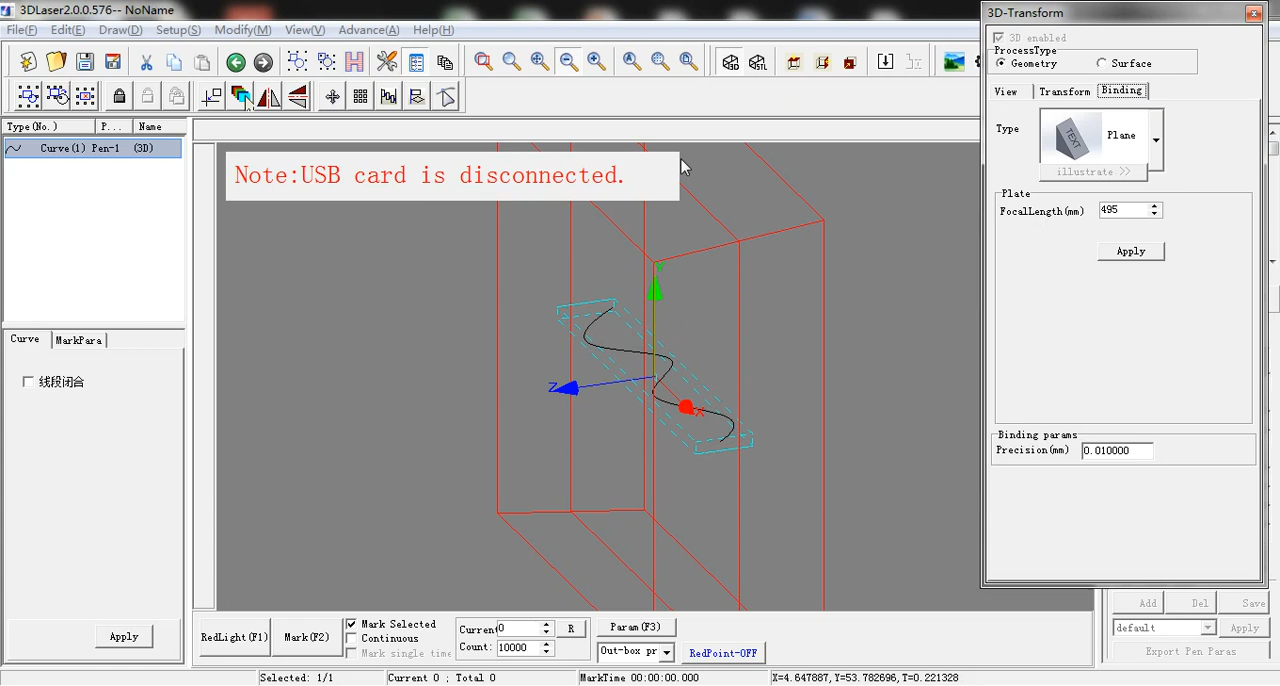 3DLaser2.0.0.576-- NoName
File(F) Edit(E) Draw(D) Setup(S) Modify(M) View(V) Advance(A) Help(H)
Type(No.) P... Name
Curve(1) Pen-1 (3D)
Note:USB card is disconnected.
Y
Z
X
Curve MarkPara
线段闭合
Apply
RedLight(F1) Mark(F2)
Mark Selected
Continuous
Mark single time
Current 0 R
Count: 10000
Param(F3)
Out-box pr
RedPoint-OFF
Selected: 1/1 Current 0 ; Total 0 MarkTime 00:00:00.000 X=4.647887, Y=53.782696, T=0.221328
3D-Transform
3D enabled
ProcessType
Geometry Surface
View Transform Binding
Type TEXT Plane
illustrate >>
Plate
FocalLength(mm) 495
Apply
Binding params
Precision(mm) 0.010000
Add Del Save
default Apply
Export Pen Paras